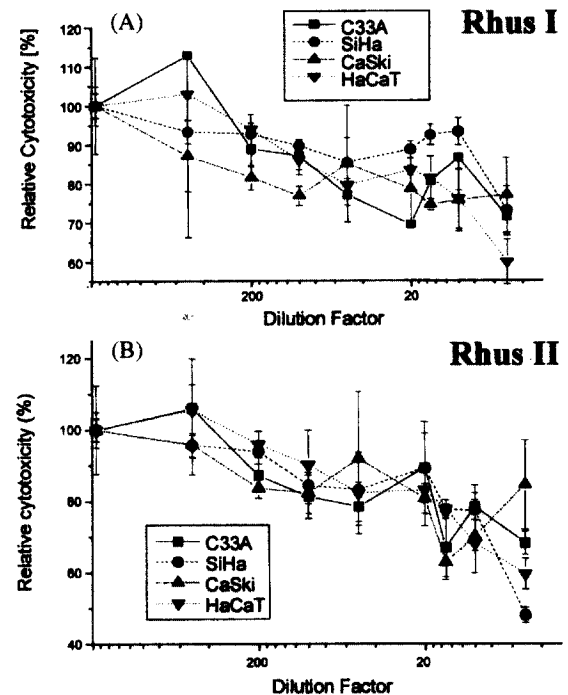 (A)
Rhus I
C33A
SiHa
CaSki
HaCaT
Relative Cytotoxicity [%]
120
110
100
90
80
70
60
200
20
Dilution Factor
(B)
Rhus II
Relative cytotoxicity (%)
120
100
80
60
40
C33A
SiHa
CaSki
HaCaT
200
20
Dilution Factor